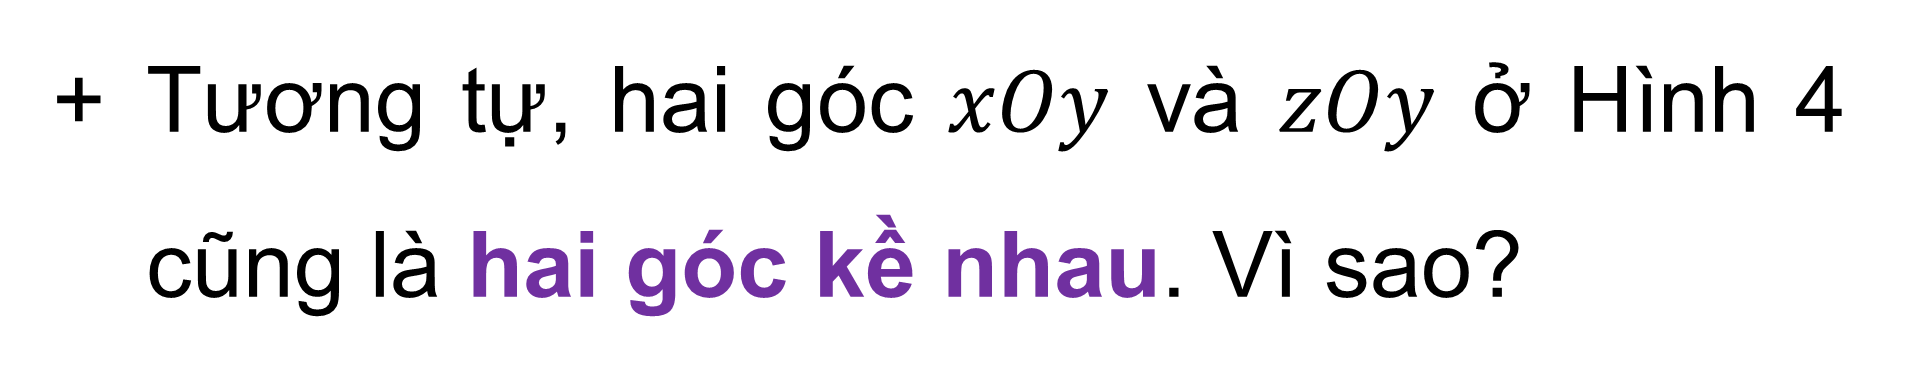 + Tương tự, hai góc xOy và zOy ở Hình 4
cũng là hai góc kề nhau. Vì sao?